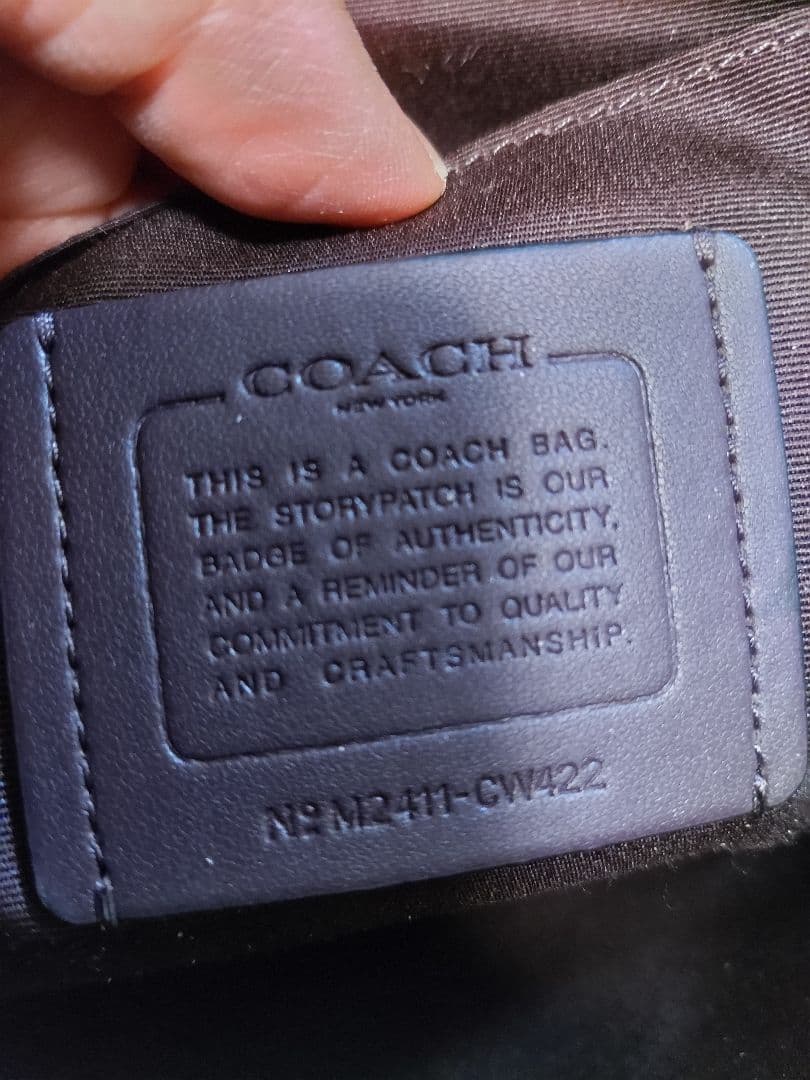 COACH
NEW YORK
THIS IS A COACH BAG.
THE STORYPATCH IS OUR
BADGE OF AUTHENTICITY,
AND A REMINDER OF OUR
COMMITMENT TO QUALITY
AND CRAFTSMANSHIP.
Nº M2411-CW422